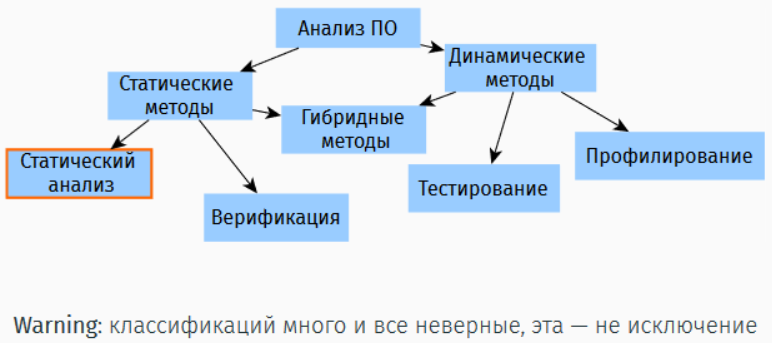 Анализ ПО
Динамические
методы
Статические
методы
Гибридные
методы
Статический
анализ
Профилирование
Тестирование
Верификация
Warning: классификаций много и все неверные, эта — не исключение